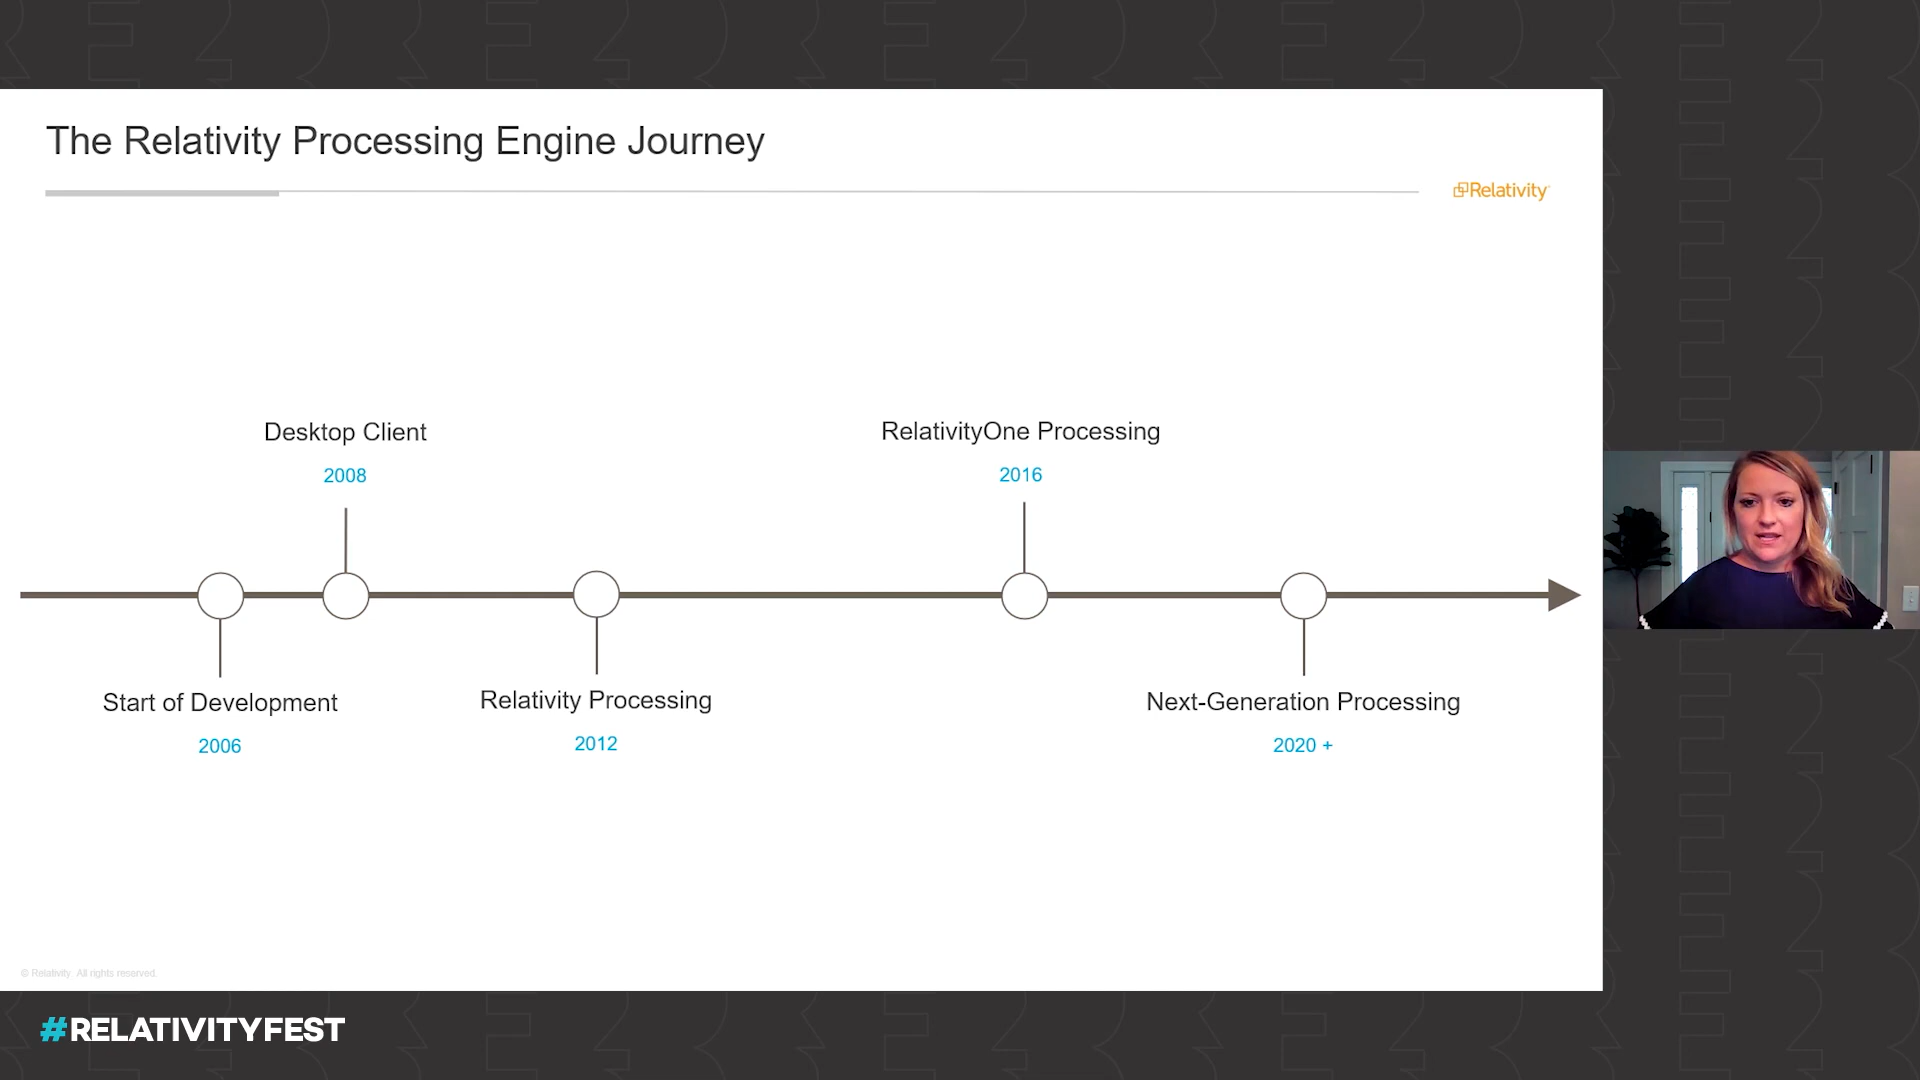 The Relativity Processing Engine Journey
Relativity
Desktop Client
2008
RelativityOne Processing
2016
Start of Development
2006
Relativity Processing
2012
Next-Generation Processing
2020 +
© Relativity. All rights reserved.
#RELATIVITYFEST